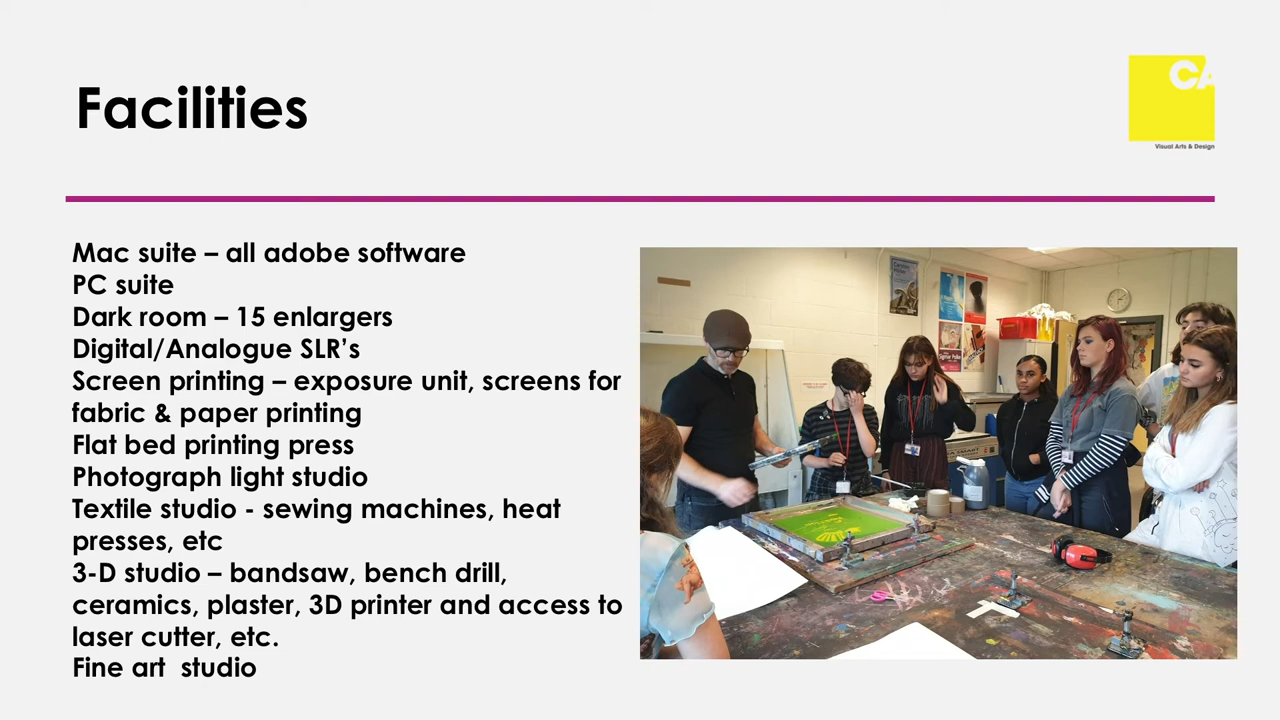 Facilities
CA
Visual Arts & Design
Mac suite – all adobe software
PC suite
Dark room – 15 enlargers
Digital/Analogue SLR’s
Screen printing – exposure unit, screens for
fabric & paper printing
Flat bed printing press
Photograph light studio
Textile studio - sewing machines, heat
presses, etc
3-D studio – bandsaw, bench drill,
ceramics, plaster, 3D printer and access to
laser cutter, etc.
Fine art  studio